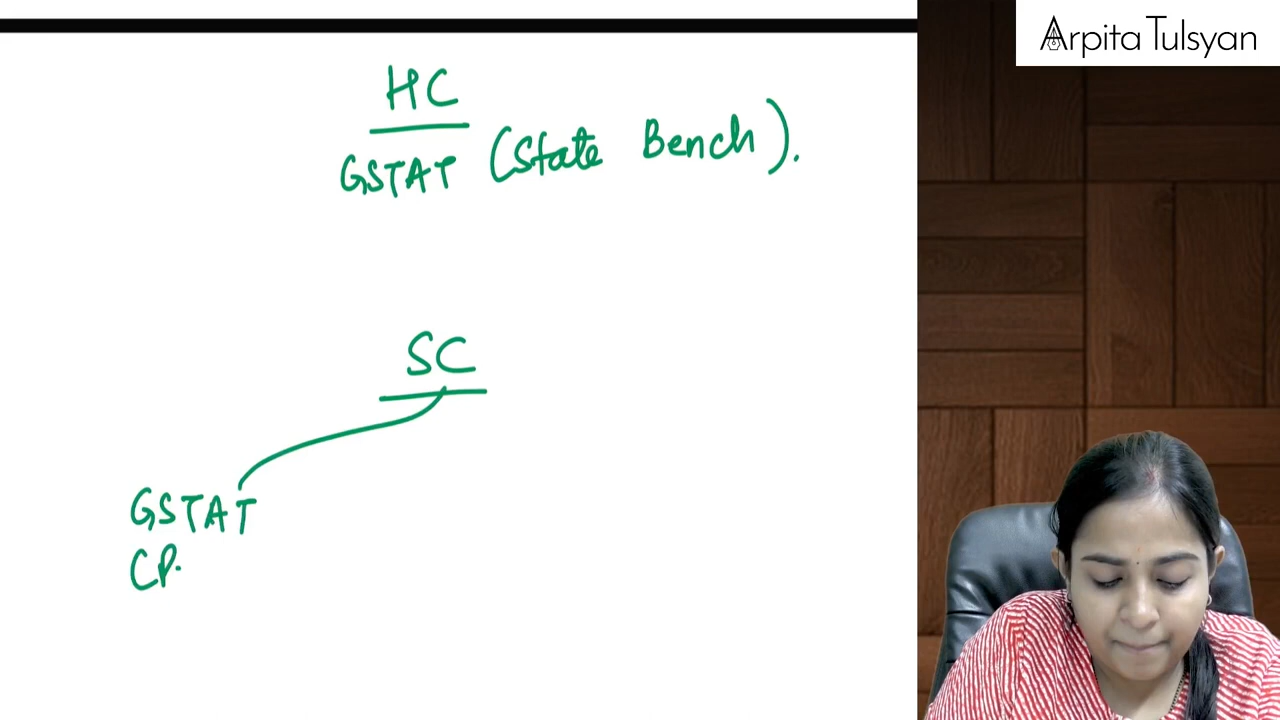 Arpita Tulsyan
HC
GSTAT (State Bench).
SC
GSTAT
CP.